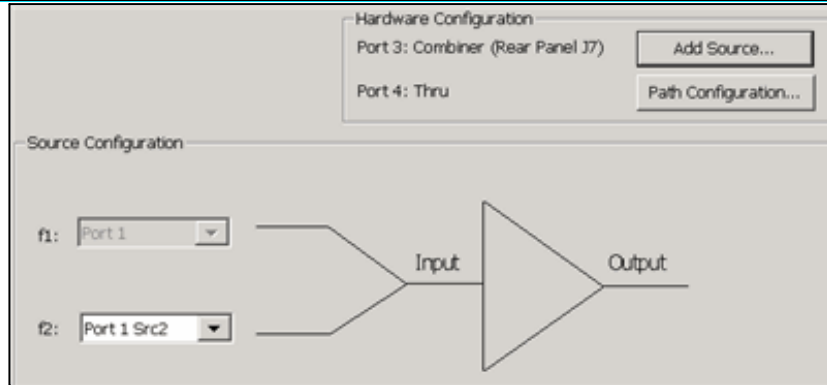 Hardware Configuration
Port 3: Combiner (Rear Panel J7) Add Source...
Port 4: Thru Path Configuration...
Source Configuration
f1: Port 1
Input Output
f2: Port 1 Src2